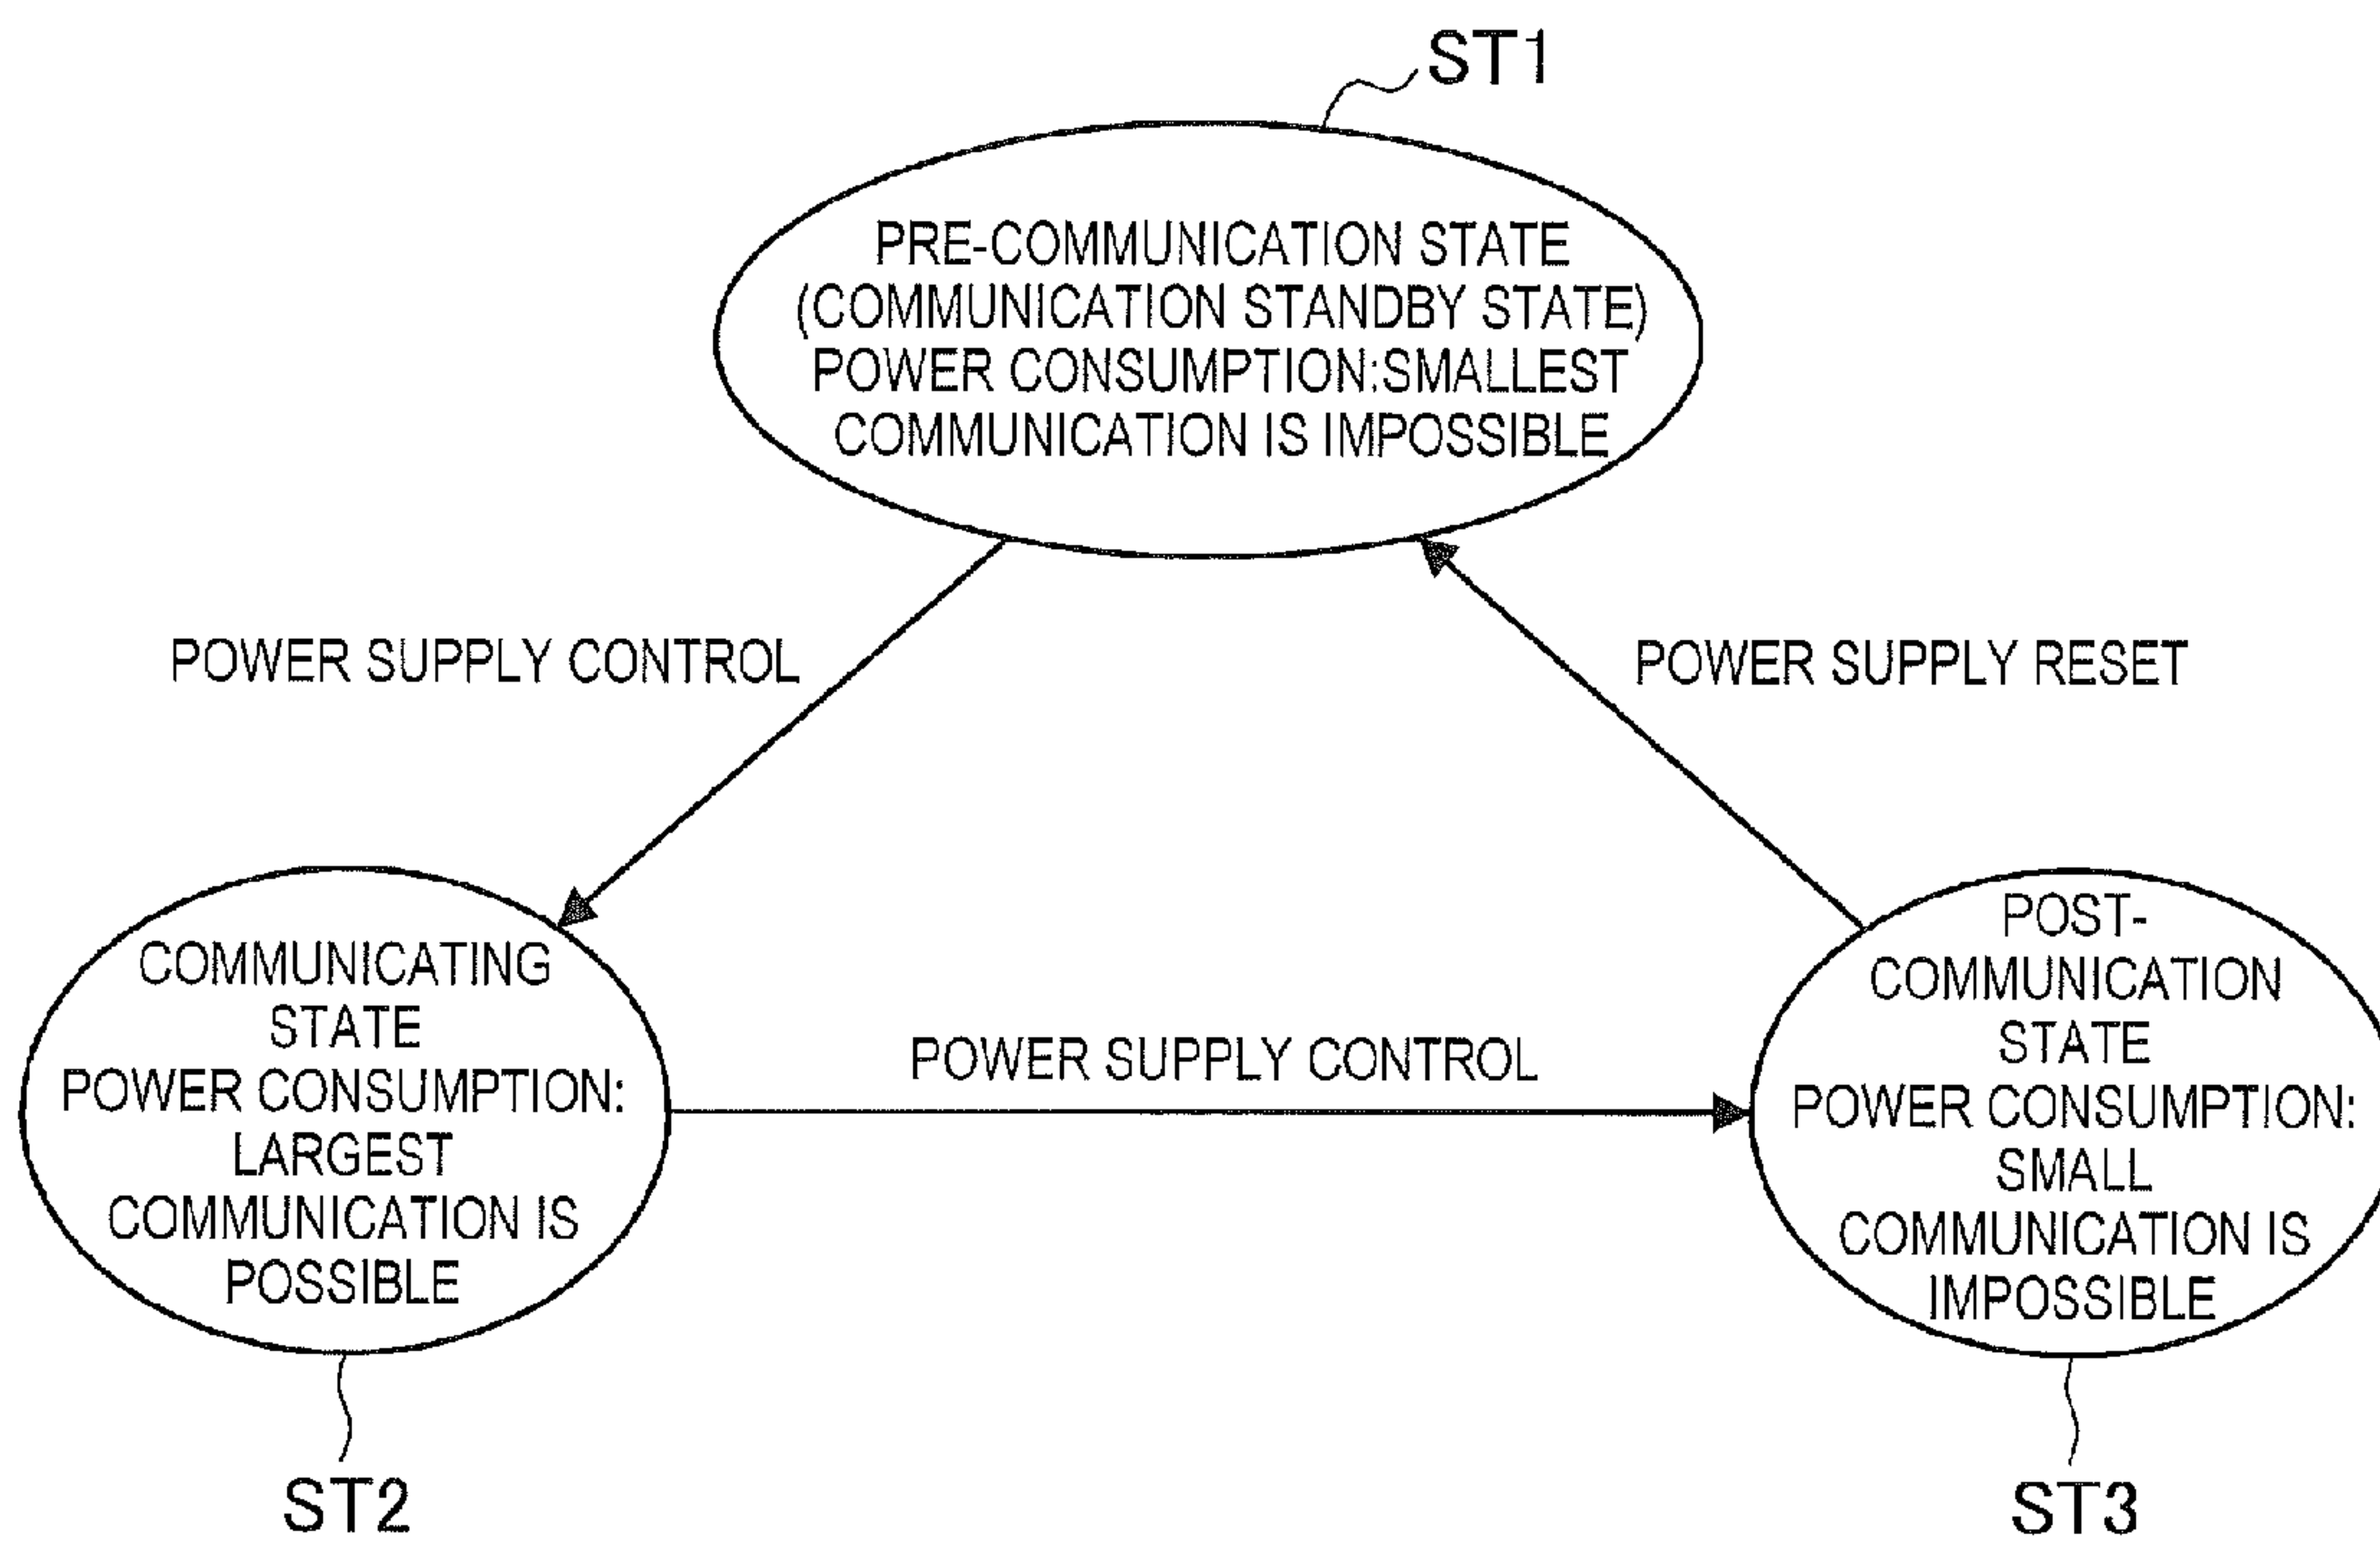 ST1
PRE-COMMUNICATION STATE
(COMMUNICATION STANDBY STATE)
POWER CONSUMPTION:SMALLEST
COMMUNICATION IS IMPOSSIBLE
POWER SUPPLY CONTROL
POWER SUPPLY RESET
COMMUNICATING
STATE
POWER CONSUMPTION:
LARGEST
COMMUNICATION IS
POSSIBLE
POWER SUPPLY CONTROL
POST-
COMMUNICATION
STATE
POWER CONSUMPTION:
SMALL
COMMUNICATION IS
IMPOSSIBLE
ST2
ST3